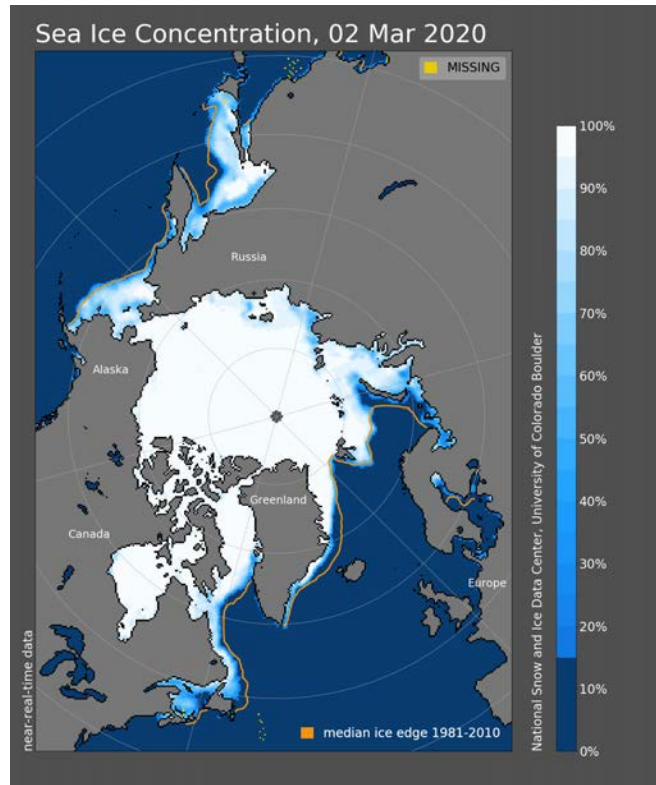 Sea Ice Concentration, 02 Mar 2020
MISSING
Russia
Alaska
Greenland
Canada
Europe
near-real-time data
median ice edge 1981-2010
100%
90%
80%
70%
60%
50%
40%
30%
20%
10%
0%
National Snow and Ice Data Center, University of Colorado Boulder